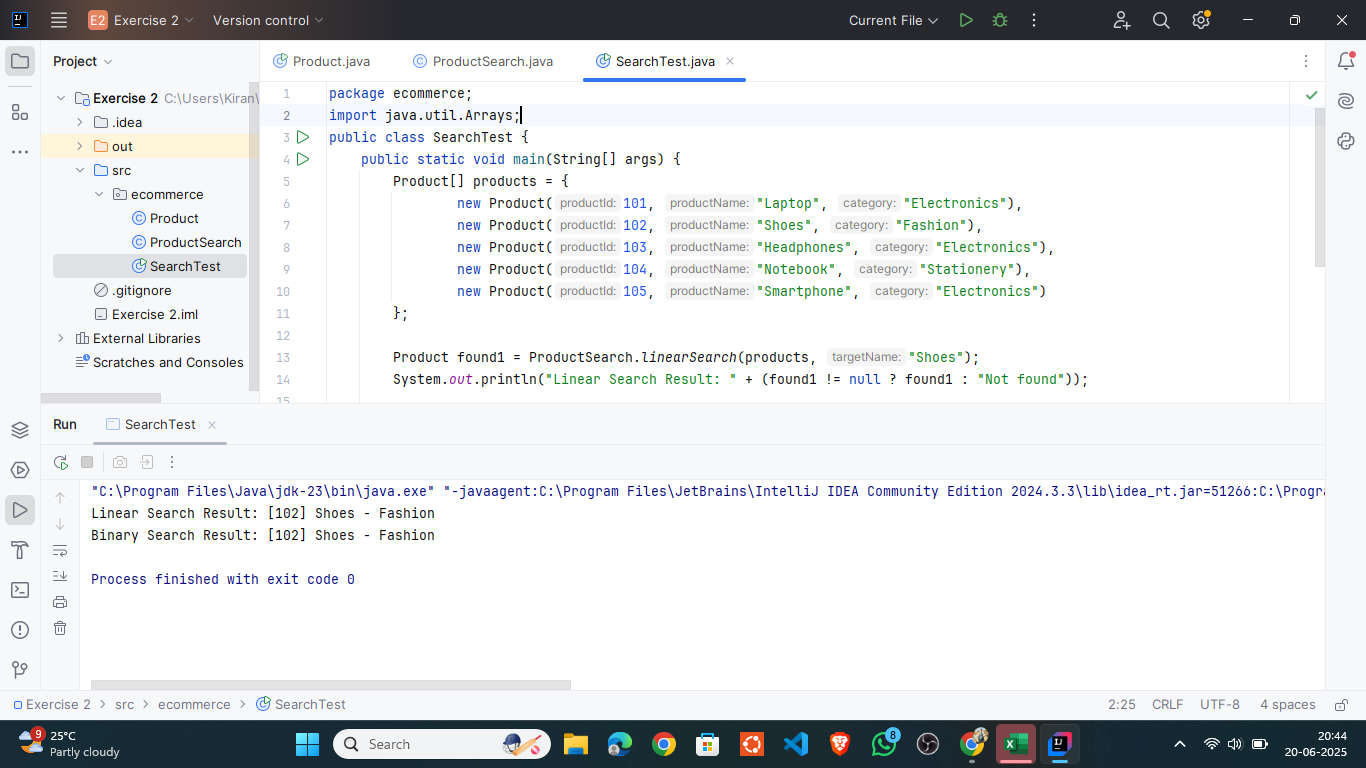 E2 Exercise 2 Version control Current File
Project
Product.java ProductSearch.java SearchTest.java
Exercise 2 C:\Users\Kiran\
.idea
out
src
ecommerce
Product
ProductSearch
SearchTest
.gitignore
Exercise 2.iml
External Libraries
Scratches and Consoles
1 package ecommerce;
2 import java.util.Arrays;
3 public class SearchTest {
4 public static void main(String[] args) {
5 Product[] products = {
6 new Product( productId: 101, productName: "Laptop", category: "Electronics"),
7 new Product( productId: 102, productName: "Shoes", category: "Fashion"),
8 new Product( productId: 103, productName: "Headphones", category: "Electronics"),
9 new Product( productId: 104, productName: "Notebook", category: "Stationery"),
10 new Product( productId: 105, productName: "Smartphone", category: "Electronics")
11 };
12
13 Product found1 = ProductSearch.linearSearch(products, targetName: "Shoes");
14 System.out.println("Linear Search Result: " + (found1 != null ? found1 : "Not found"));
15
Run SearchTest
"C:\Program Files\Java\jdk-23\bin\java.exe" "-javaagent:C:\Program Files\JetBrains\IntelliJ IDEA Community Edition 2024.3.3\lib\idea_rt.jar=51266:C:\Progra
Linear Search Result: [102] Shoes - Fashion
Binary Search Result: [102] Shoes - Fashion
Process finished with exit code 0
Exercise 2 src ecommerce SearchTest 2:25 CRLF UTF-8 4 spaces
9 25°C
Partly cloudy
Search
8
20:44
20-06-2025